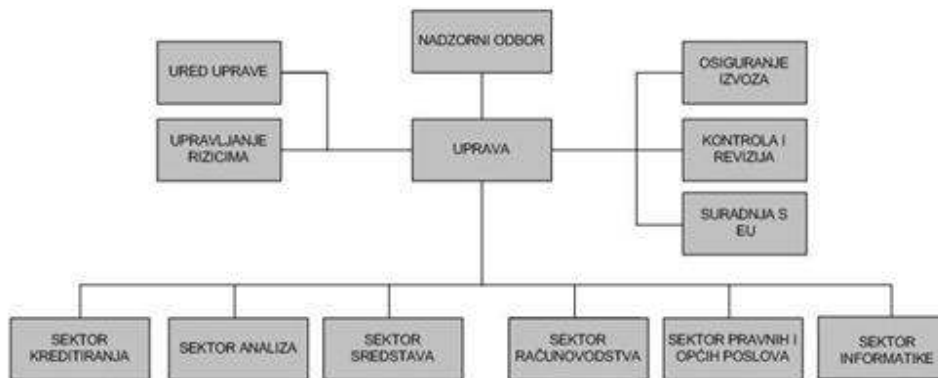 NADZORNI ODBOR
URED UPRAVE
OSIGURANJE
IZVOZA
UPRAVLJANJE
RIZICIMA
UPRAVA
KONTROLA I
REVIZIJA
SURADNJA S
EU
SEKTOR
KREDITIRANJA
SEKTOR ANALIZA
SEKTOR
SREDSTAVA
SEKTOR
RAČUNOVODSTVA
SEKTOR PRAVNIH I
OPĆIH POSLOVA
SEKTOR
INFORMATIKE